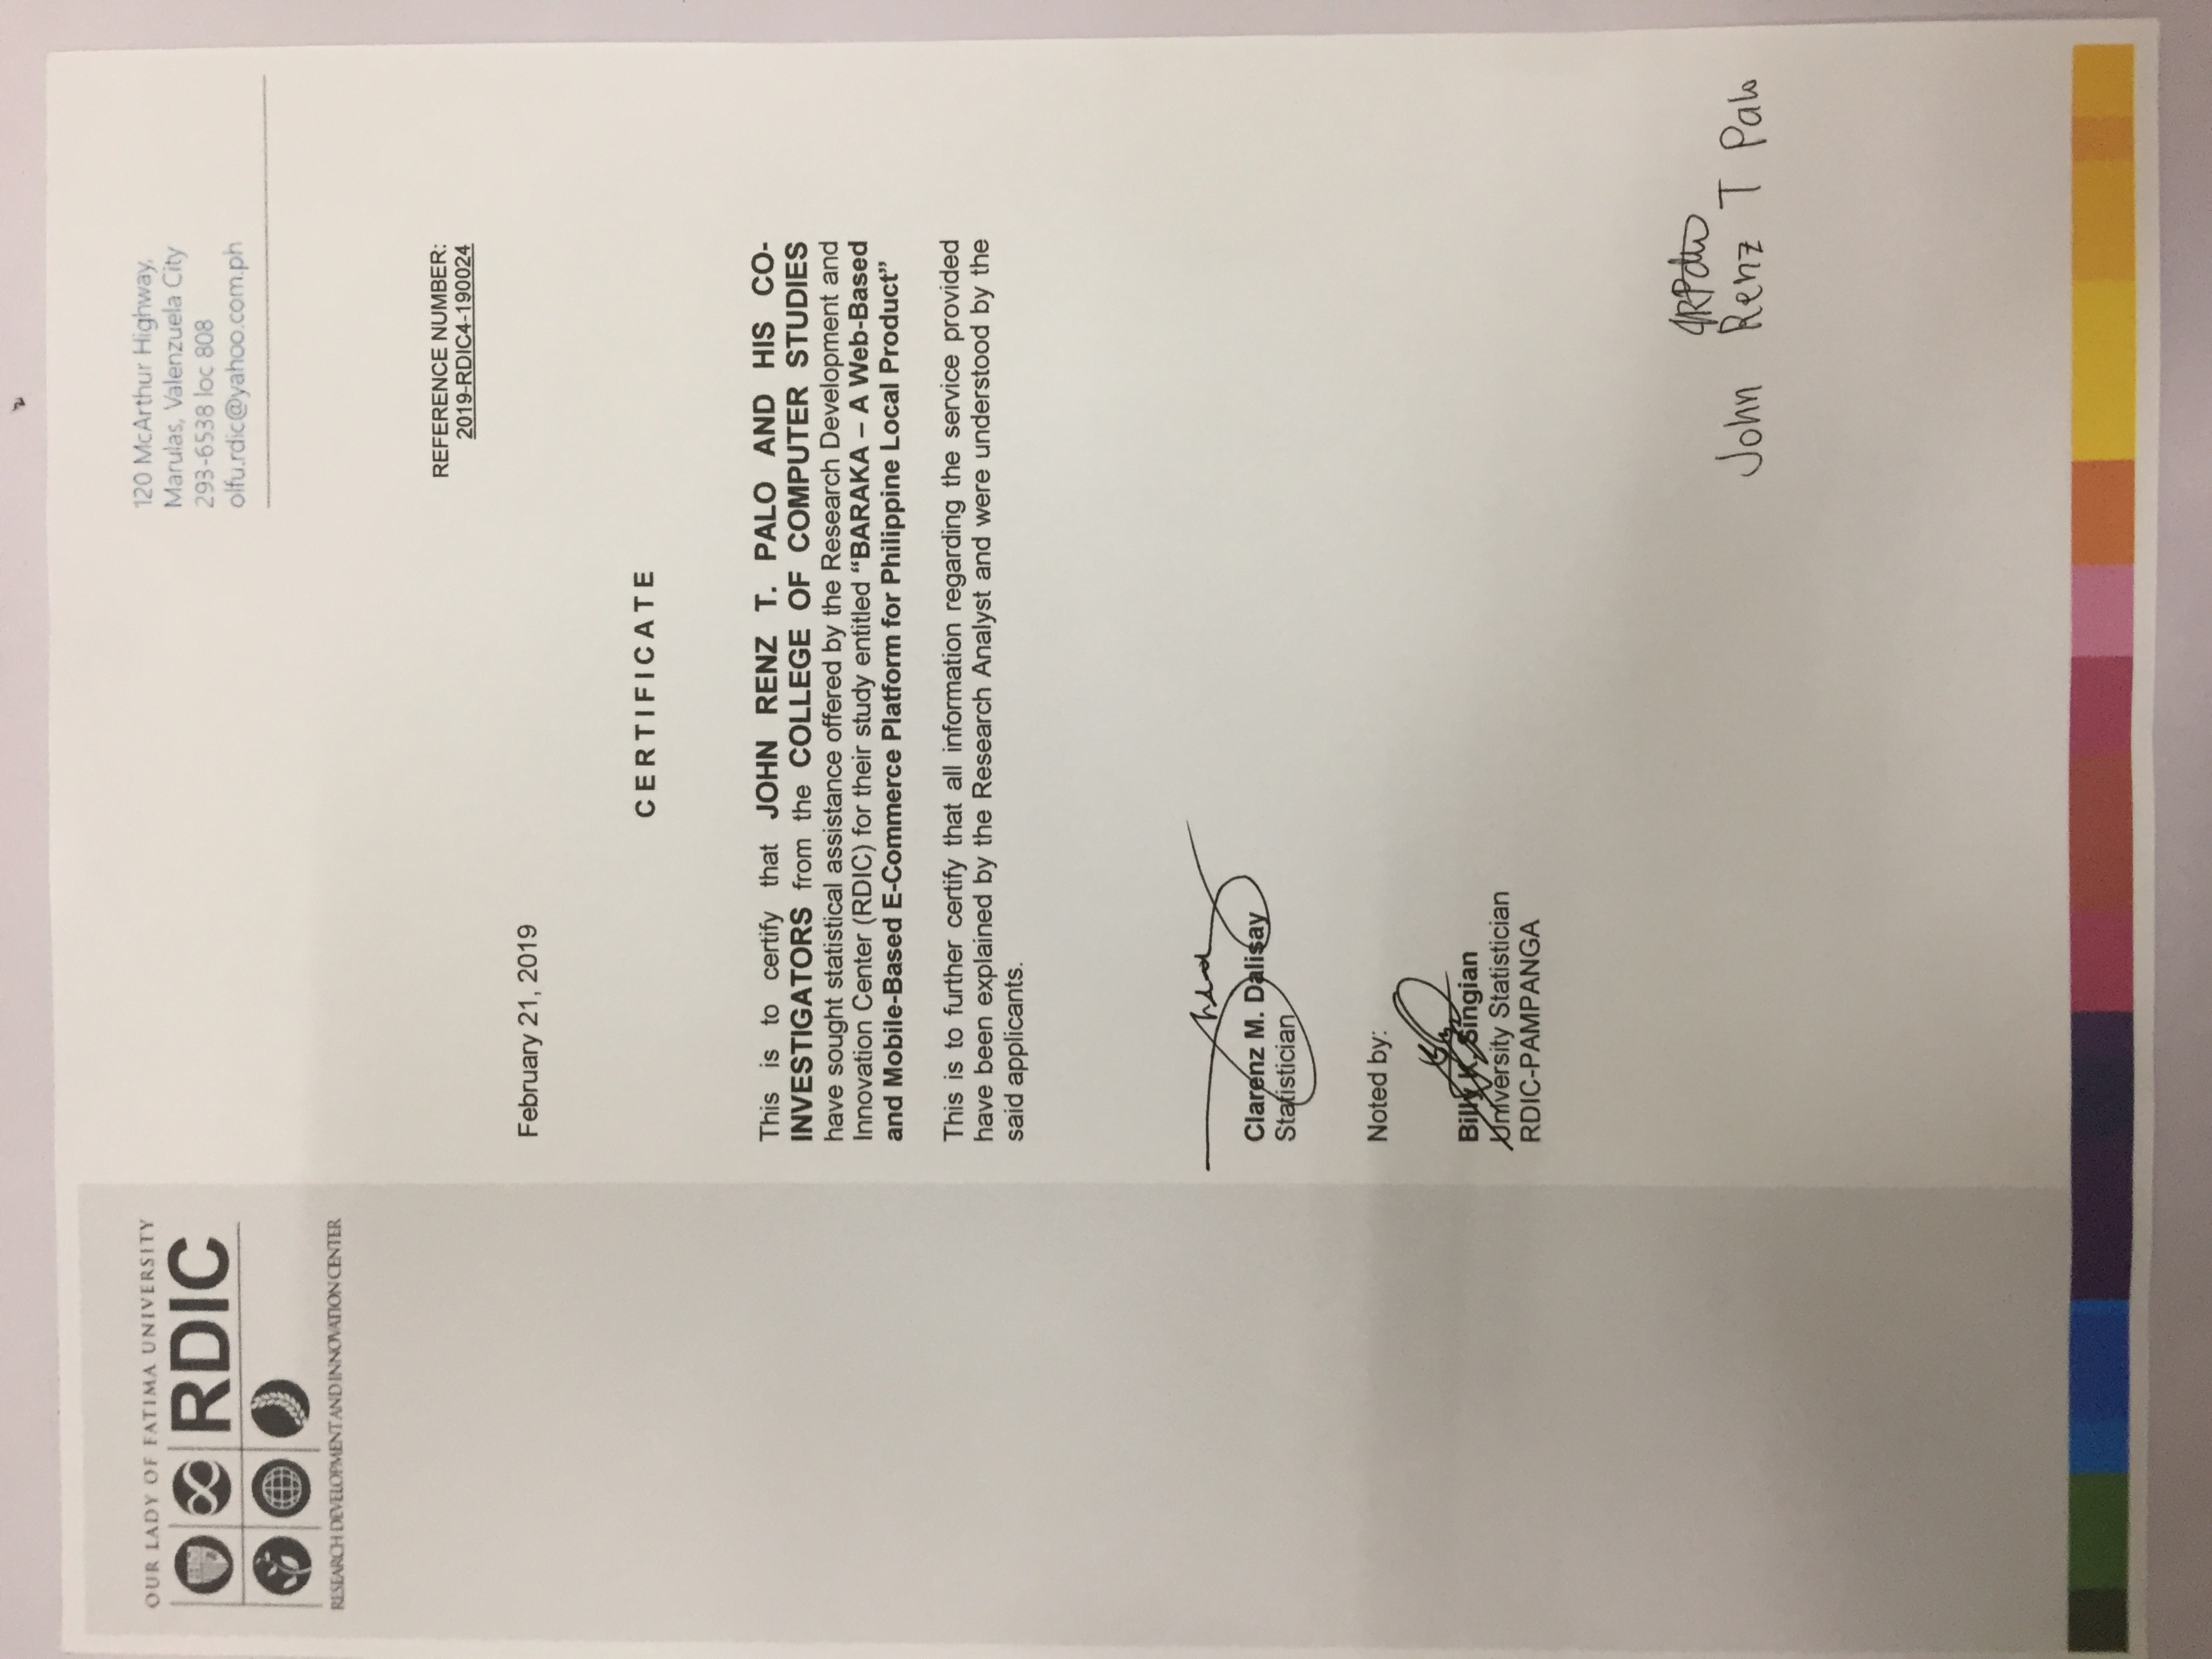 OUR LADY OF FATIMA UNIVERSITY
RDIC
RESEARCH DEVELOPMENT AND INNOVATION CENTER
120 McArthur Highway,
Marulas, Valenzuela City
293-6538 loc 808
olfu.rdic@yahoo.com.ph
REFERENCE NUMBER:
2019-RDIC4-190024
February 21, 2019
CERTIFICATE
This is to certify that JOHN RENZ T. PALO AND HIS CO-
INVESTIGATORS from the COLLEGE OF COMPUTER STUDIES
have sought statistical assistance offered by the Research Development and
Innovation Center (RDIC) for their study entitled “BARAKA – A Web-Based
and Mobile-Based E-Commerce Platform for Philippine Local Product”
This is to further certify that all information regarding the service provided
have been explained by the Research Analyst and were understood by the
said applicants.
Clarenz M. Dalisay
Statistician
Noted by:
Billy K. Singian
University Statistician
RDIC-PAMPANGA
John Renz T Palo